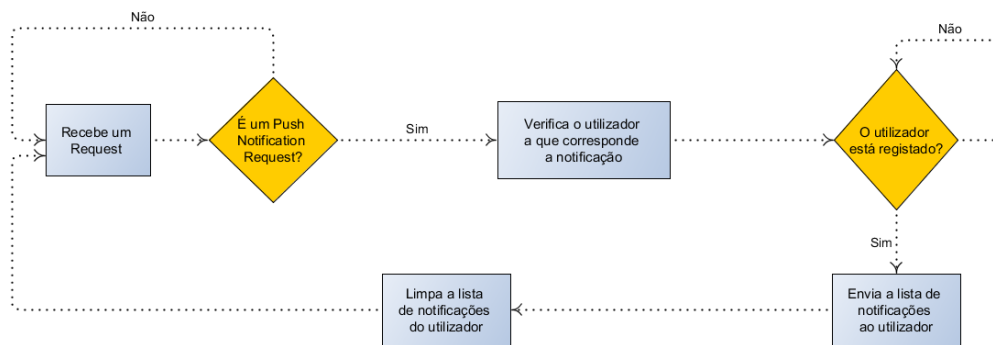 Não
Recebe um
Request
É um Push
Notification
Request?
Sim
Verifica o utilizador
a que corresponde
a notificação
Não
O utilizador
está registado?
Sim
Limpa a lista
de notificações
do utilizador
Envia a lista de
notificações
ao utilizador